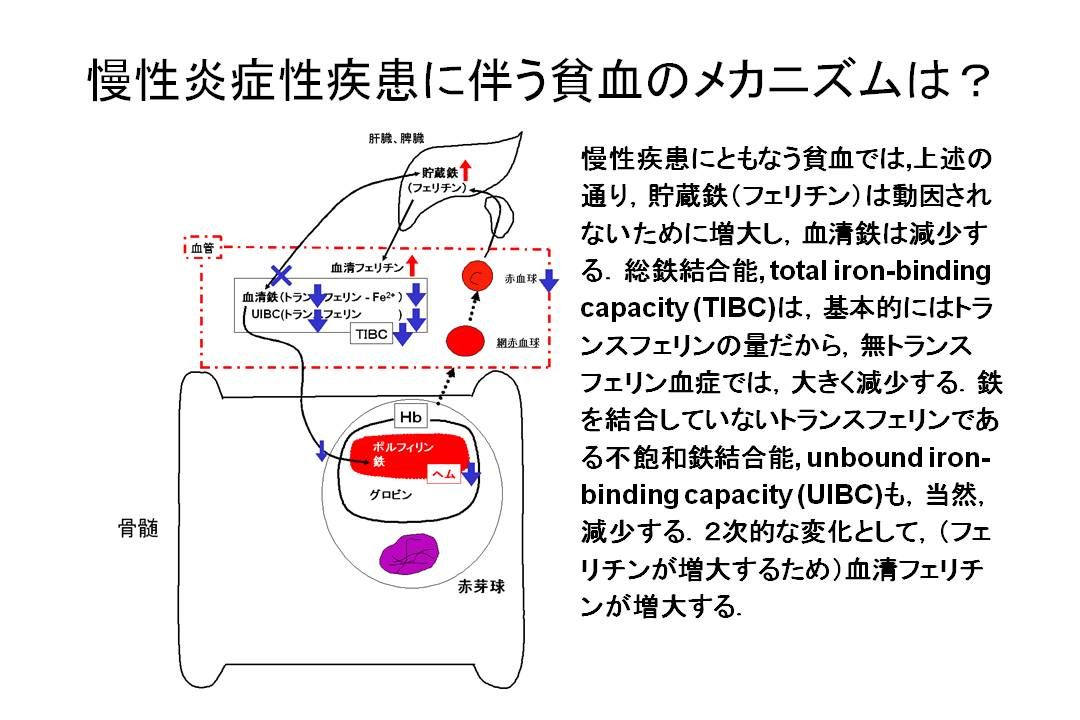 慢性炎症性疾患に伴う貧血のメカニズムは？
肝臓、脾臓
貯蔵鉄
（フェリチン）
血管
血清フェリチン
血清鉄（トランスフェリン - Fe²⁺ ）
UIBC(トランスフェリン )
TIBC
赤血球
網赤血球
Hb
ポルフィリン
鉄
ヘム
グロビン
赤芽球
骨髄
慢性疾患にともなう貧血では,上述の
通り，貯蔵鉄（フェリチン）は動因され
ないために増大し，血清鉄は減少す
る．総鉄結合能, total iron-binding
capacity (TIBC)は，基本的にはトラ
ンスフェリンの量だから，無トランス
フェリン血症では，大きく減少する．鉄
を結合していないトランスフェリンであ
る不飽和鉄結合能, unbound iron-
binding capacity (UIBC)も，当然，
減少する．２次的な変化として，（フェ
リチンが増大するため）血清フェリチ
ンが増大する．